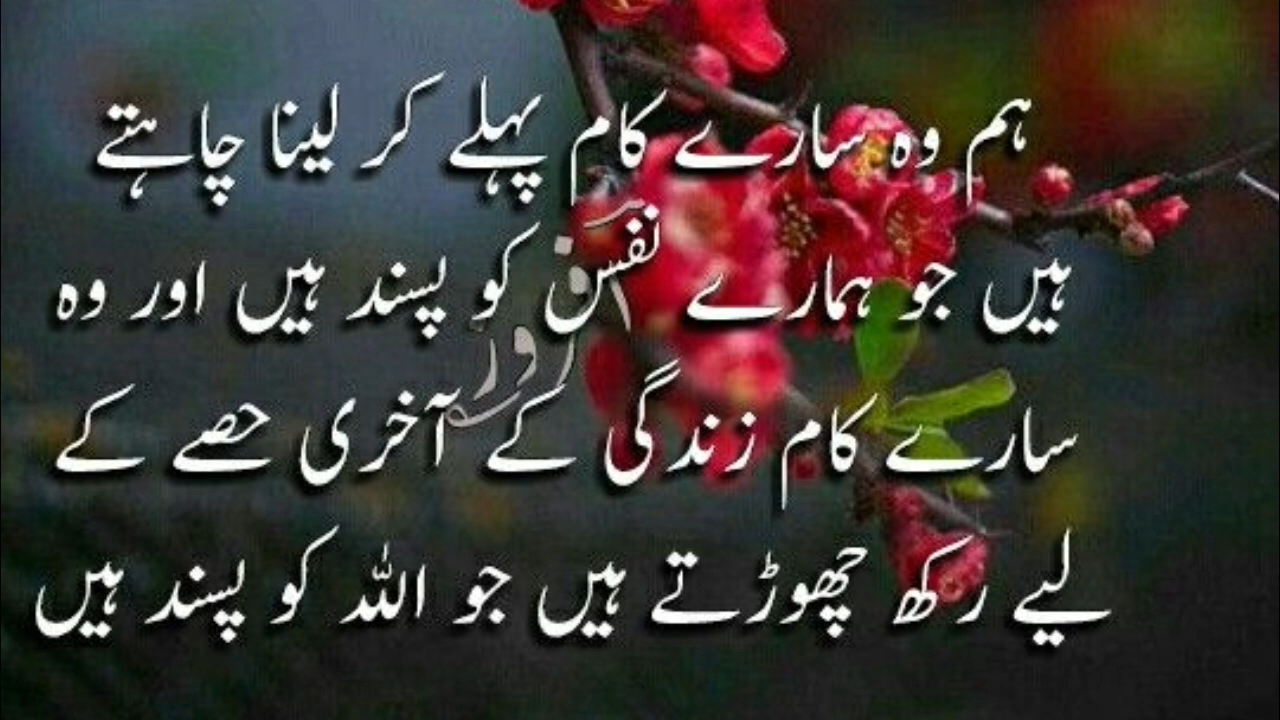 ہم وہ سارے کام پہلے کر لینا چاہتے
ہیں جو ہمارے نفس کو پسند ہیں اور وہ
سارے کام زندگی کے آخری حصے کے
لیے رکھ چھوڑتے ہیں جو اللہ کو پسند ہیں